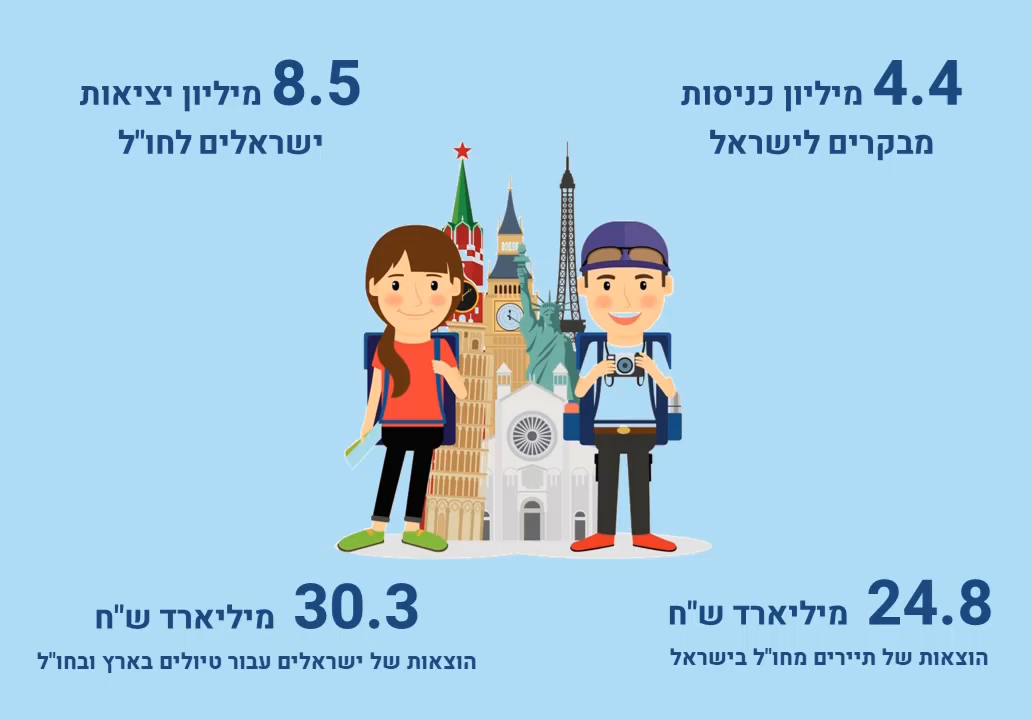 4.4 מיליון כניסות
מבקרים לישראל
8.5 מיליון יציאות
ישראלים לחו"ל
24.8 מיליארד ש"ח
הוצאות של תיירים מחו"ל בישראל
30.3 מיליארד ש"ח
הוצאות של ישראלים עבור טיולים בארץ ובחו"ל